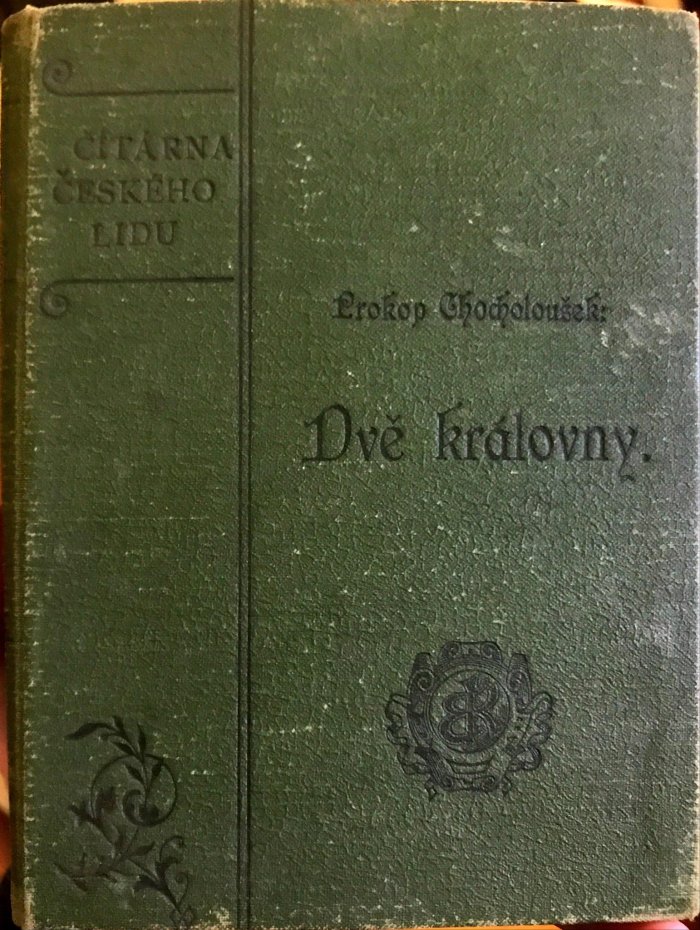 ČÍTÁRNA
ČESKÉHO
LIDU
Prokop Chocholoušek:
Dvě královny.